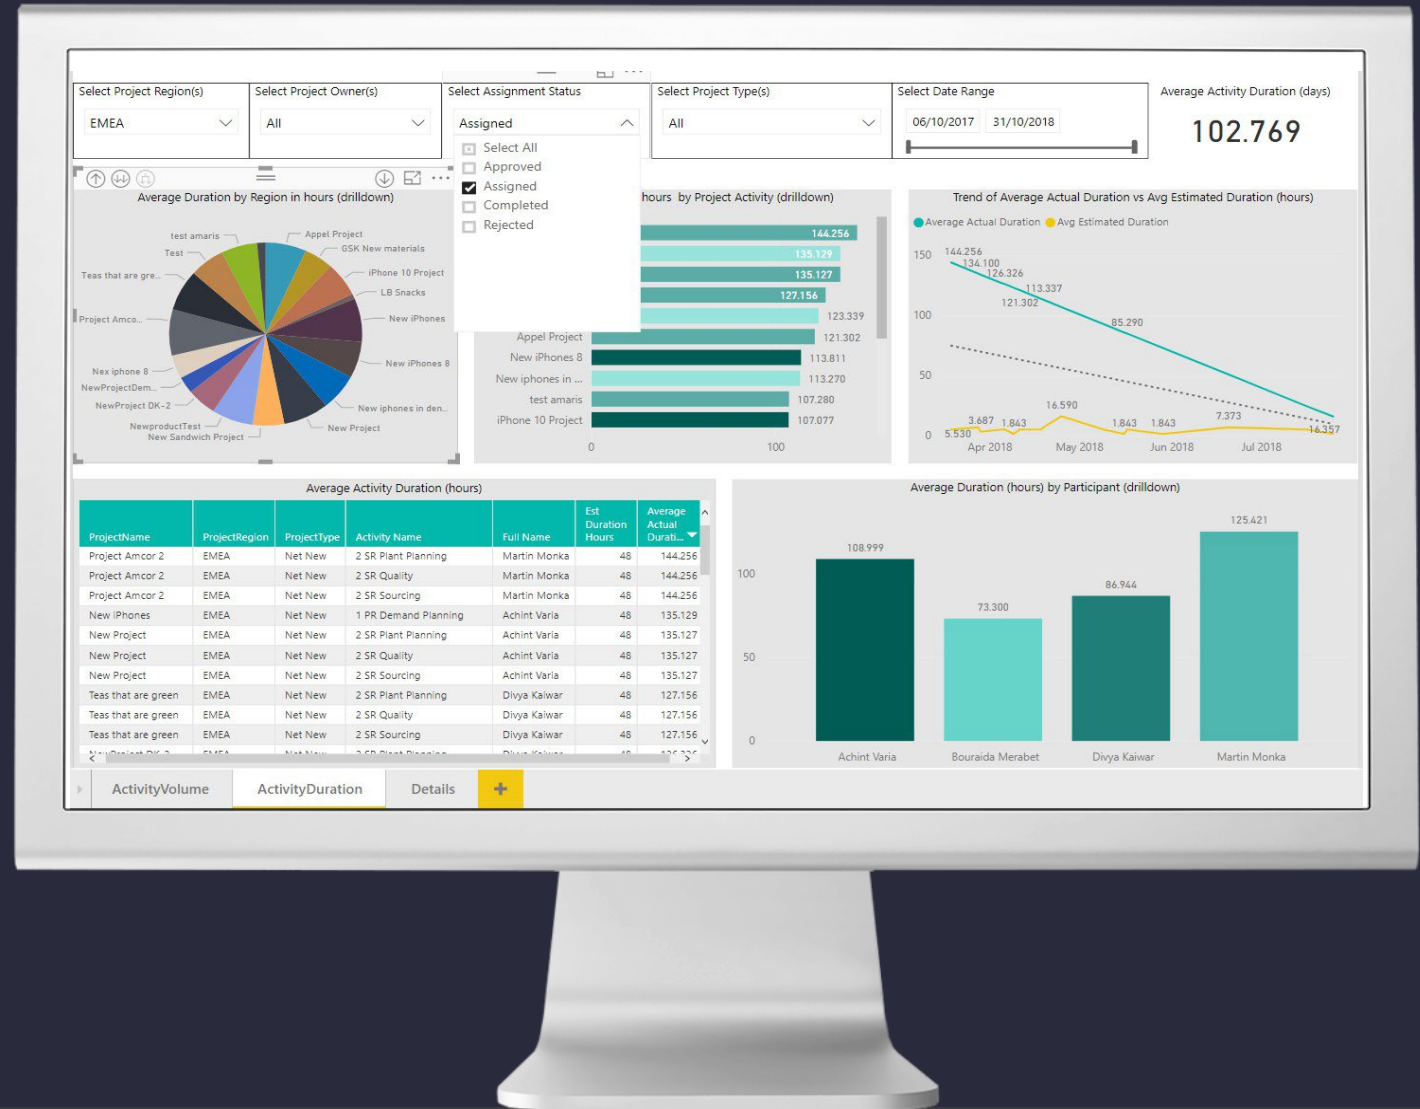 Select Project Region(s)
EMEA
Select Project Owner(s)
All
Select Assignment Status
Assigned
Select All
Approved
Assigned
Completed
Rejected
Select Project Type(s)
All
Select Date Range
06/10/2017 31/10/2018
Average Activity Duration (days)
102.769
Average Duration by Region in hours (drilldown)
test amaris
Appel Project
Test
GSK New materials
Teas that are gre...
iPhone 10 Project
LB Snacks
Project Amco...
New iPhones
New iPhones 8
Nex iphone 8
NewProjectDem...
NewProject DK-2
New iphones in den...
NewproductTest
New Project
New Sandwich Project
hours by Project Activity (drilldown)
144.256
135.129
135.127
127.156
123.339
Appel Project 121.302
New iPhones 8 113.811
New iphones in ... 113.270
test amaris 107.280
iPhone 10 Project 107.077
0 100
Trend of Average Actual Duration vs Avg Estimated Duration (hours)
Average Actual Duration Avg Estimated Duration
150
100
50
0
144.256
134.100
126.326
113.337
121.302
85.290
16.590
3.687 1.843
1.843 1.843
7.373
5.530
16.357
Apr 2018 May 2018 Jun 2018 Jul 2018
Average Activity Duration (hours)
ProjectName ProjectRegion ProjectType Activity Name Full Name Est Duration Hours Average Actual Durati...
Project Amcor 2 EMEA Net New 2 SR Plant Planning Martin Monka 48 144.256
Project Amcor 2 EMEA Net New 2 SR Quality Martin Monka 48 144.256
Project Amcor 2 EMEA Net New 2 SR Sourcing Martin Monka 48 144.256
New iPhones EMEA Net New 1 PR Demand Planning Achint Varia 48 135.129
New Project EMEA Net New 2 SR Plant Planning Achint Varia 48 135.127
New Project EMEA Net New 2 SR Quality Achint Varia 48 135.127
New Project EMEA Net New 2 SR Sourcing Achint Varia 48 135.127
Teas that are green EMEA Net New 2 SR Plant Planning Divya Kaiwar 48 127.156
Teas that are green EMEA Net New 2 SR Quality Divya Kaiwar 48 127.156
Teas that are green EMEA Net New 2 SR Sourcing Divya Kaiwar 48 127.156
Average Duration (hours) by Participant (drilldown)
100
50
0
108.999
73.300
86.944
125.421
Achint Varia Bouraida Merabet Divya Kaiwar Martin Monka
ActivityVolume ActivityDuration Details +